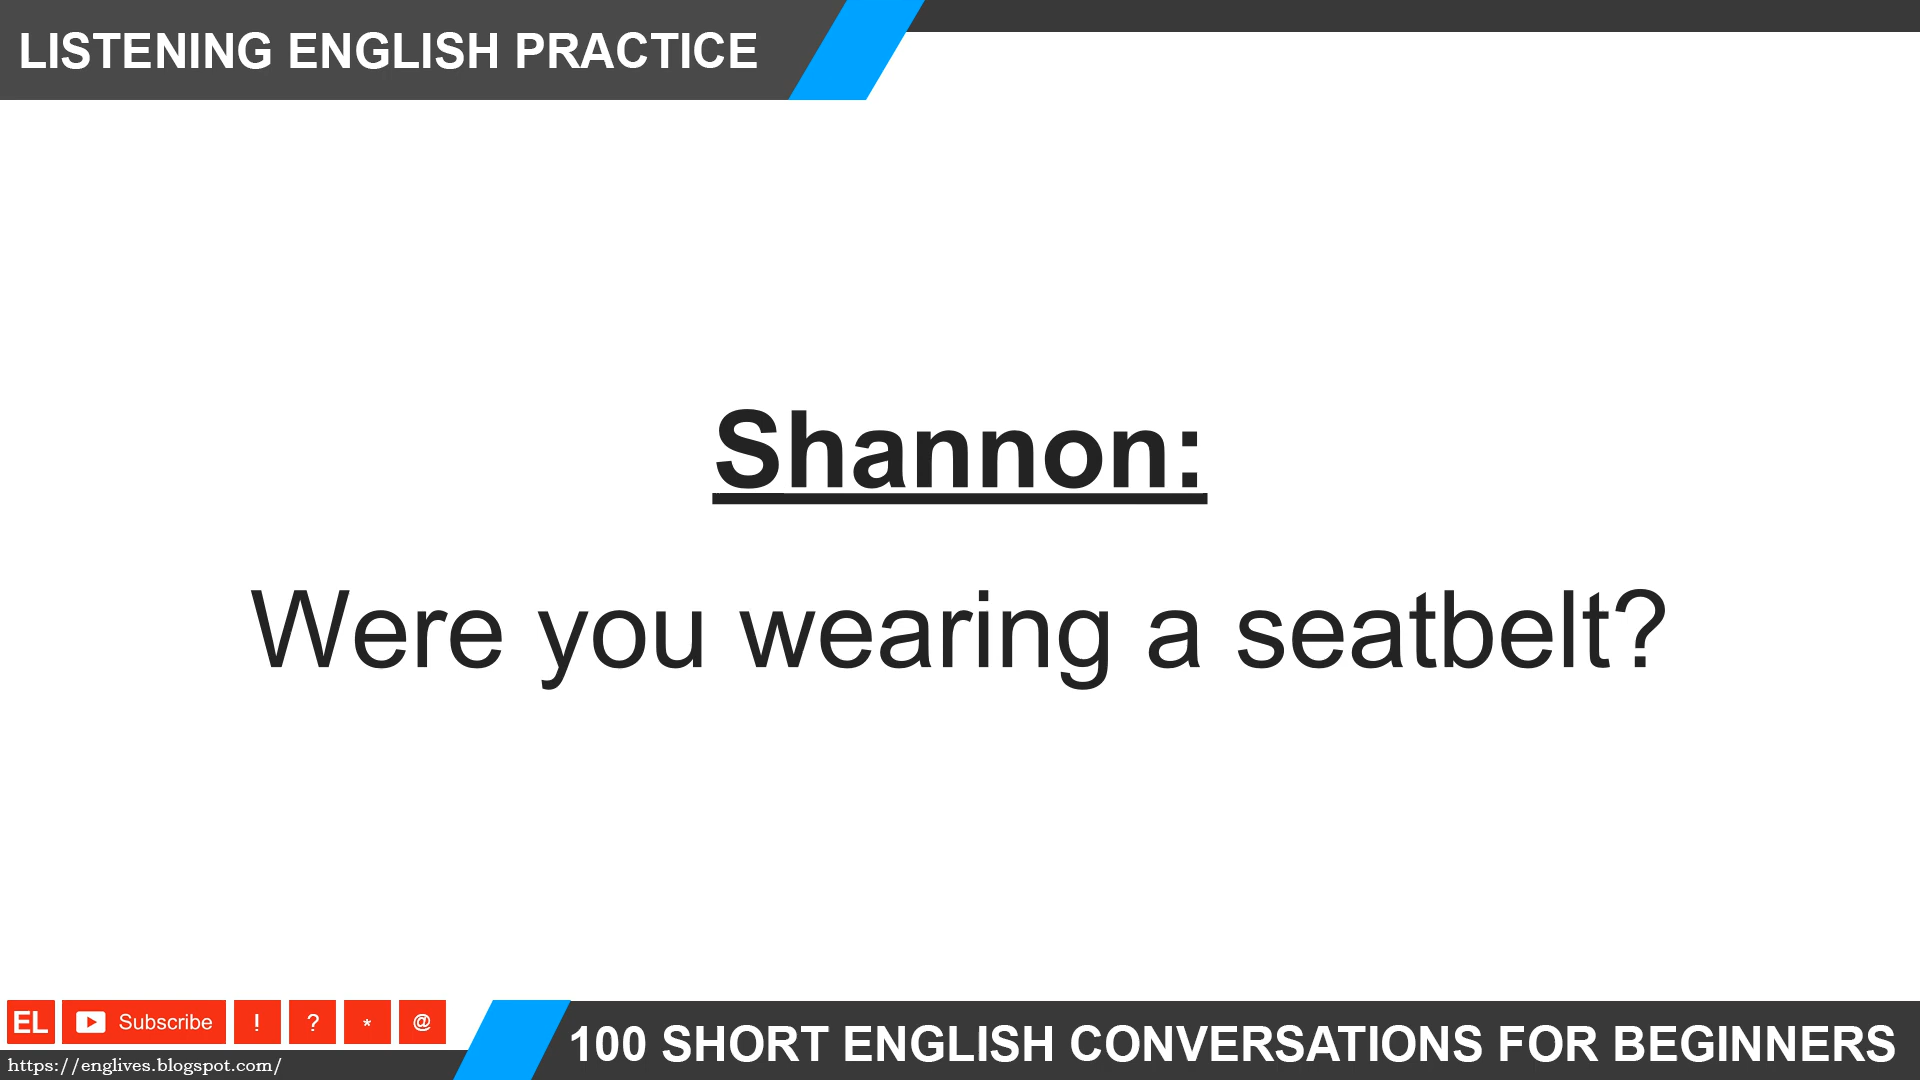 LISTENING ENGLISH PRACTICE
Shannon:
Were you wearing a seatbelt?
EL Subscribe ! ? * @
https://englives.blogspot.com/
100 SHORT ENGLISH CONVERSATIONS FOR BEGINNERS